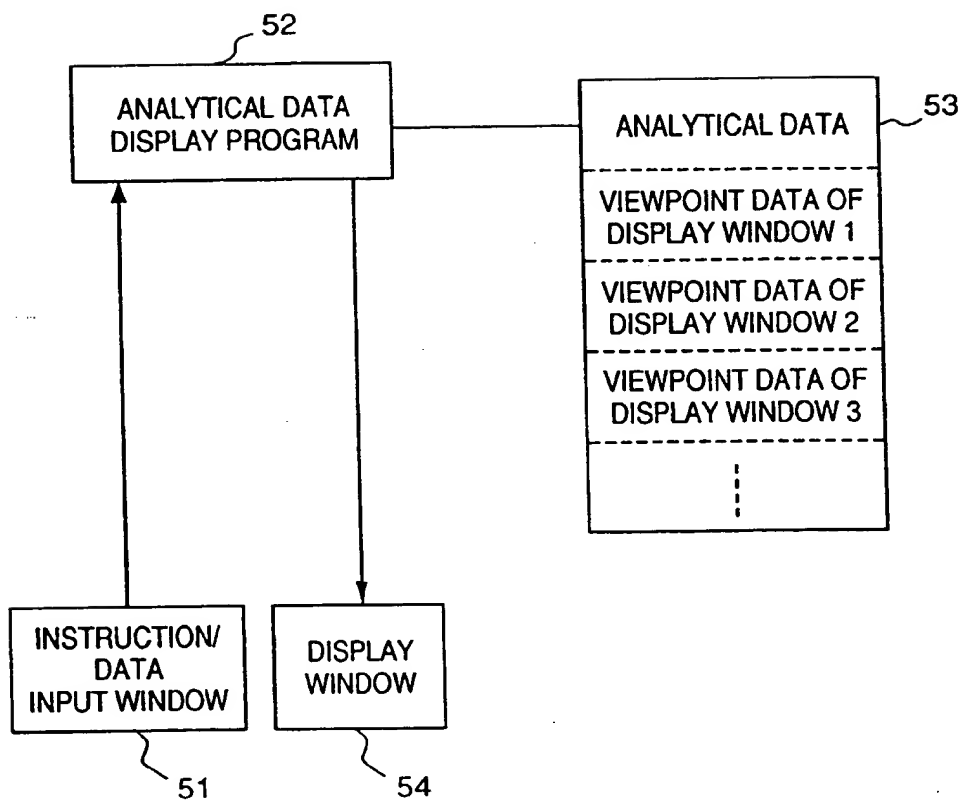 52
ANALYTICAL DATA
DISPLAY PROGRAM
53
ANALYTICAL DATA
VIEWPOINT DATA OF
DISPLAY WINDOW 1
VIEWPOINT DATA OF
DISPLAY WINDOW 2
VIEWPOINT DATA OF
DISPLAY WINDOW 3
INSTRUCTION/
DATA
INPUT WINDOW
51
DISPLAY
WINDOW
54